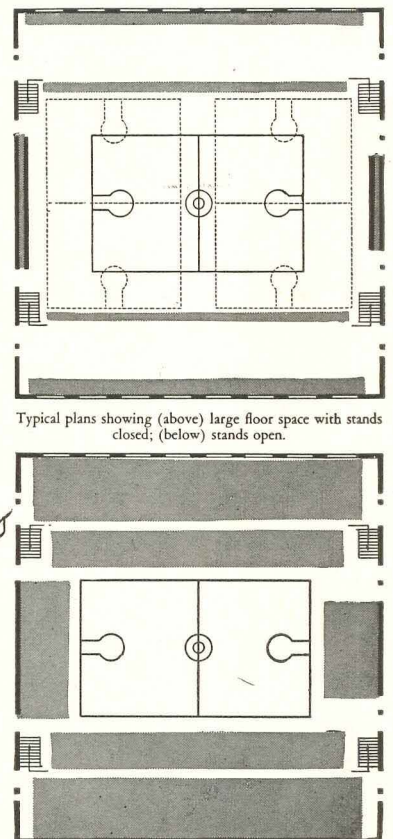 Typical plans showing (above) large floor space with stands
closed; (below) stands open.